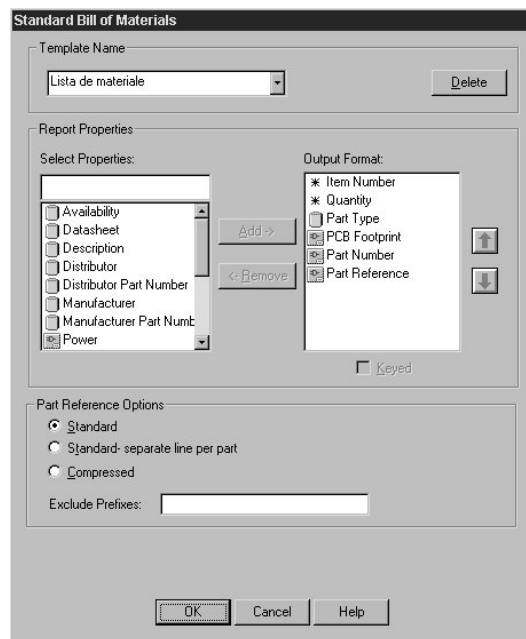 Standard Bill of Materials
Template Name
Lista de materiale
Delete
Report Properties
Select Properties:
Availability
Datasheet
Description
Distributor
Distributor Part Number
Manufacturer
Manufacturer Part Numb
Power
Add ->
<- Remove
Output Format:
Item Number
Quantity
Part Type
PCB Footprint
Part Number
Part Reference
Keyed
Part Reference Options
Standard
Standard- separate line per part
Compressed
Exclude Prefixes:
OK Cancel Help